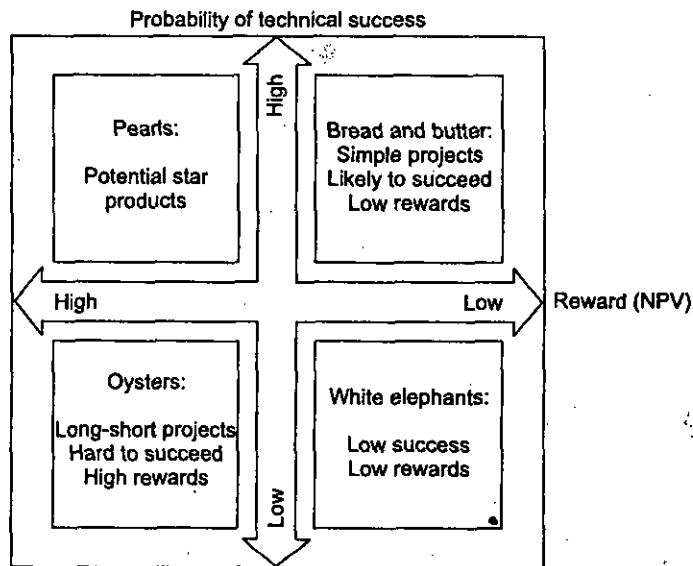 Probability of technical success
High
Pearls:
Potential star
products
Bread and butter:
Simple projects
Likely to succeed
Low rewards
High
Low
Reward (NPV)
Oysters:
Long-short projects
Hard to succeed
High rewards
White elephants:
Low success
Low rewards
Low